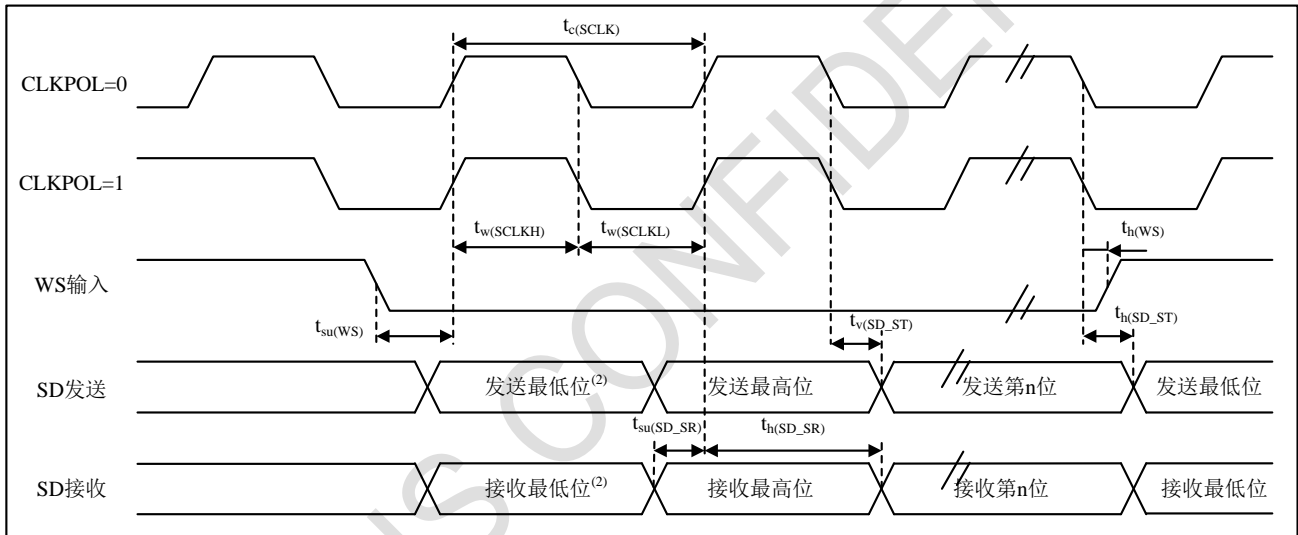 t_c(SCLK)
CLKPOL=0
CLKPOL=1
t_w(SCLKH) t_w(SCLKL)
t_h(WS)
WS输入
t_su(WS)
t_v(SD_ST)
t_h(SD_ST)
SD发送 发送最低位(2) 发送最高位 发送第n位 发送最低位
t_su(SD_SR) t_h(SD_SR)
SD接收 接收最低位(2) 接收最高位 接收第n位 接收最低位
NS CONFIDE